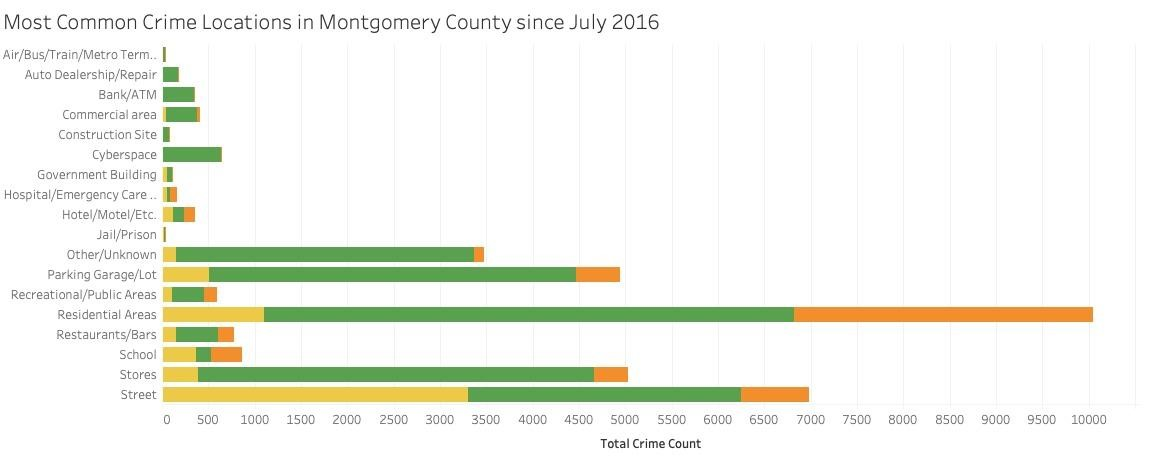 Most Common Crime Locations in Montgomery County since July 2016
Air/Bus/Train/Metro Term..
Auto Dealership/Repair
Bank/ATM
Commercial area
Construction Site
Cyberspace
Government Building
Hospital/Emergency Care ..
Hotel/Motel/Etc.
Jail/Prison
Other/Unknown
Parking Garage/Lot
Recreational/Public Areas
Residential Areas
Restaurants/Bars
School
Stores
Street
0 500 1000 1500 2000 2500 3000 3500 4000 4500 5000 5500 6000 6500 7000 7500 8000 8500 9000 9500 10000
Total Crime Count